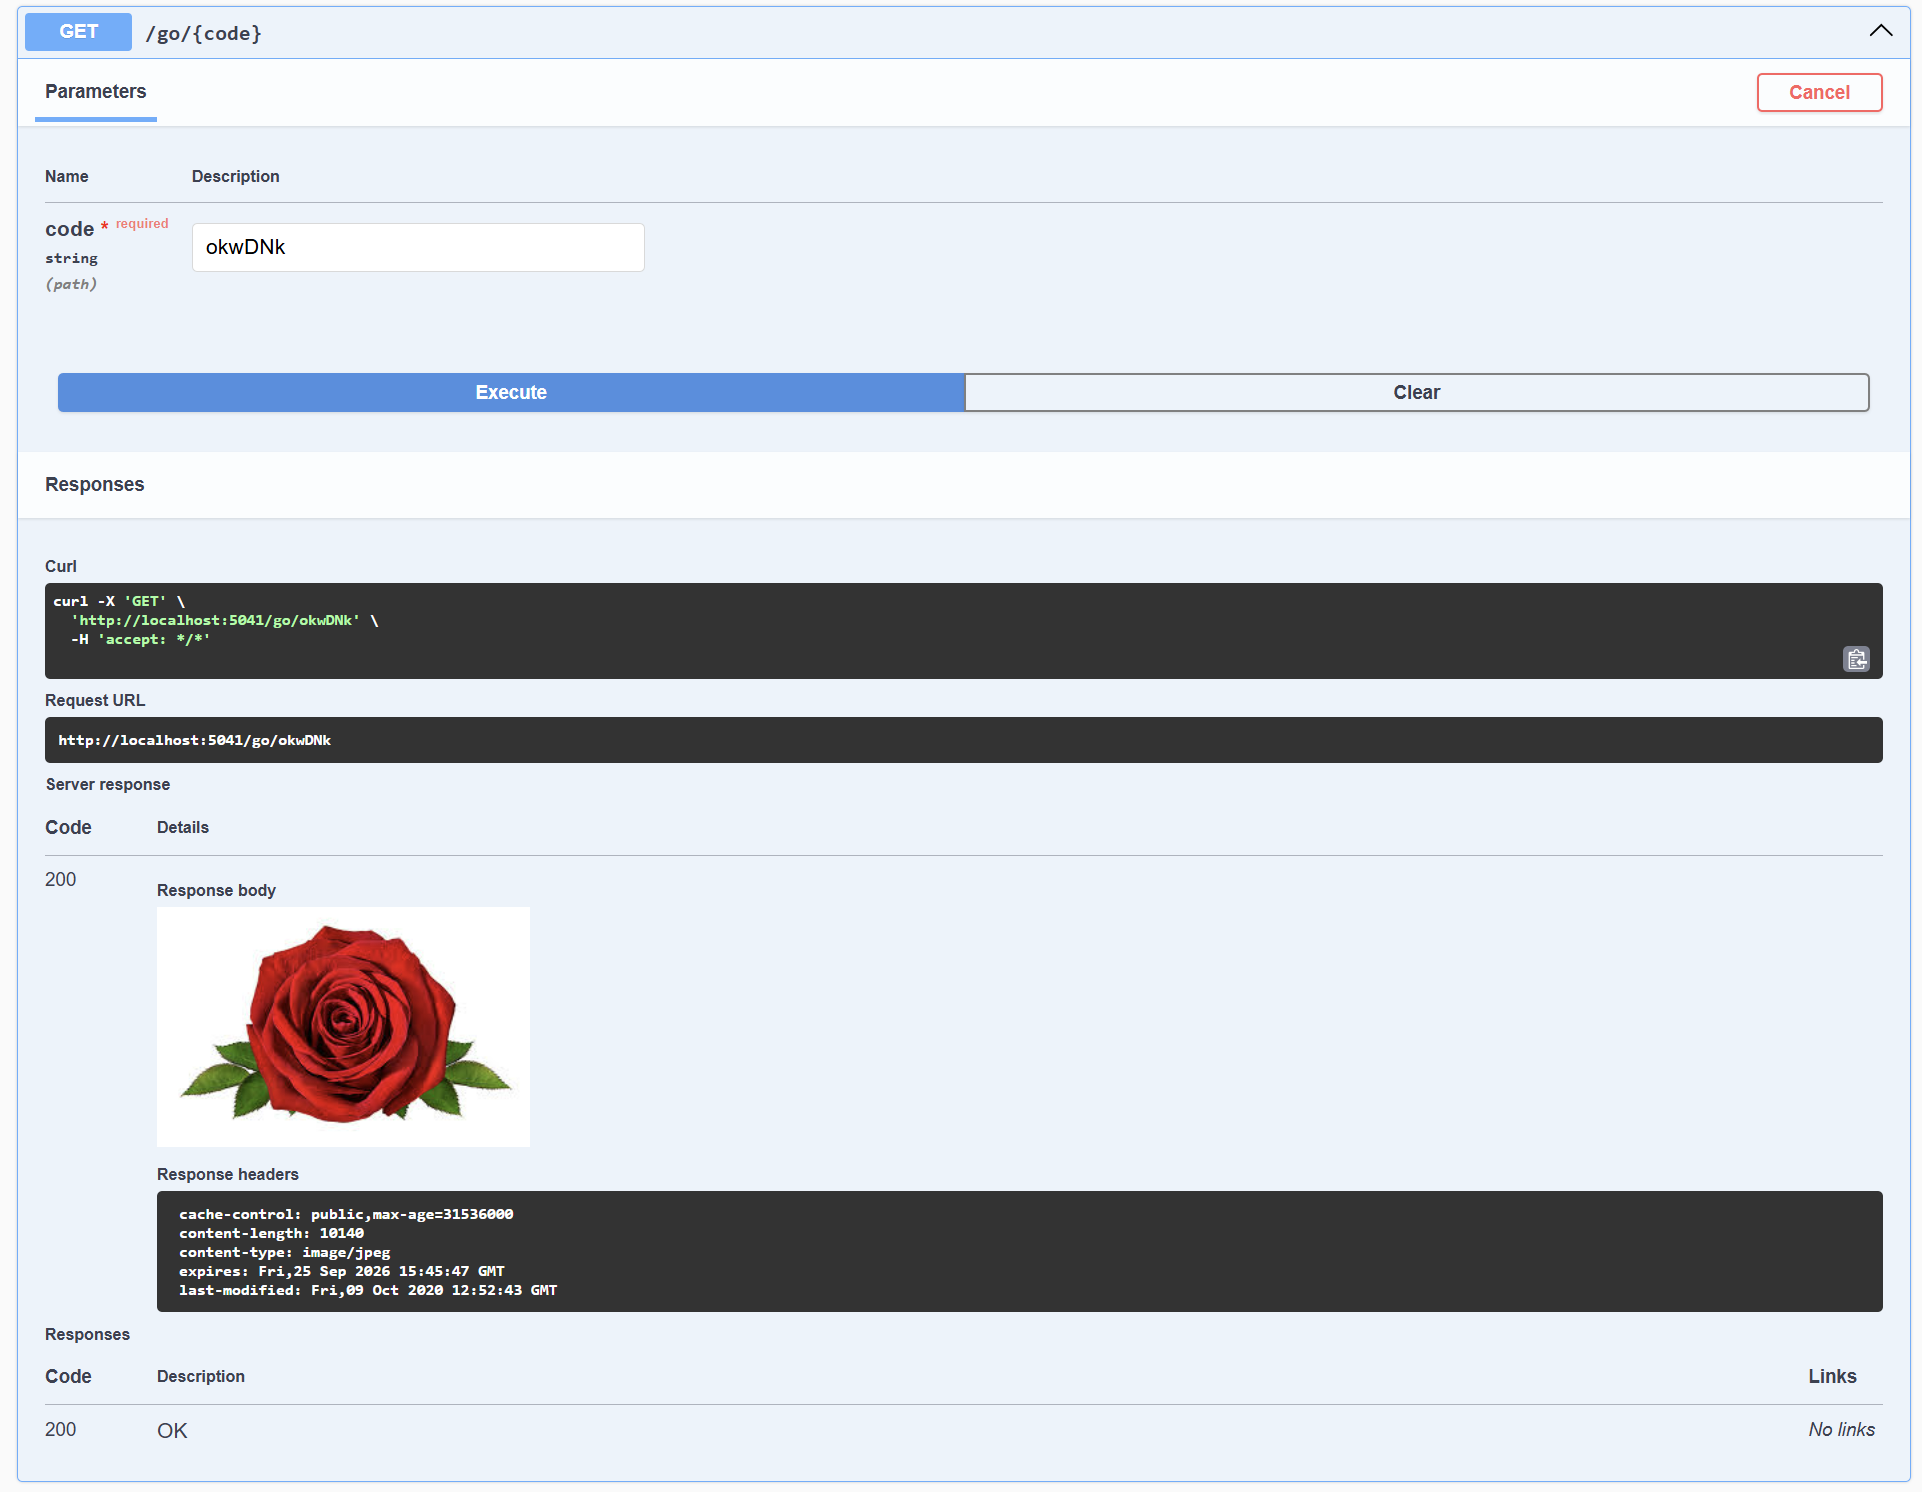 GET /go/{code}
Parameters
Cancel
Name Description
code * required
string
(path)
okwDNk
Execute Clear
Responses
Curl
curl -X 'GET' \
'http://localhost:5041/go/okwDNk' \
-H 'accept: */*'
Request URL
http://localhost:5041/go/okwDNk
Server response
Code Details
200
Response body
Response headers
cache-control: public,max-age=31536000
content-length: 10140
content-type: image/jpeg
expires: Fri,25 Sep 2026 15:45:47 GMT
last-modified: Fri,09 Oct 2020 12:52:43 GMT
Responses
Code Description Links
200 OK No links